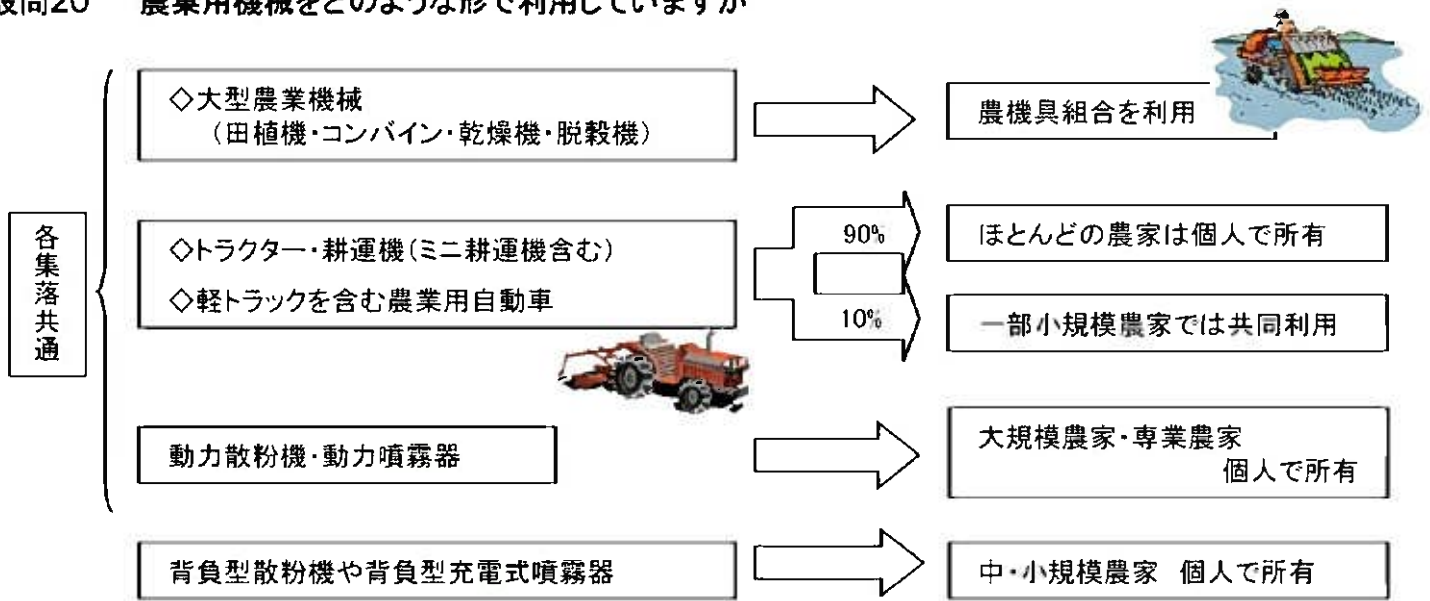 設問20 農業用機械をどのような形で利用していますか
各集落共通
◇大型農業機械
(田植機・コンバイン・乾燥機・脱穀機)
農機具組合を利用
◇トラクター・耕運機(ミニ耕運機含む)
◇軽トラックを含む農業用自動車
90%
ほとんどの農家は個人で所有
10%
一部小規模農家では共同利用
動力散粉機・動力噴霧器
大規模農家・専業農家
個人で所有
背負型散粉機や背負型充電式噴霧器
中・小規模農家 個人で所有